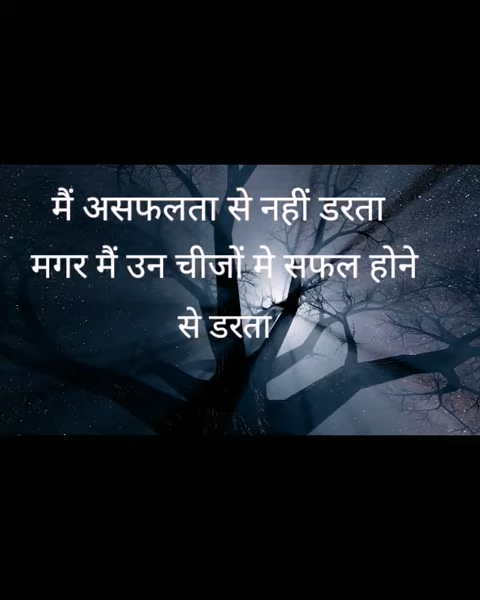 मैं असफलता से नहीं डरता
मगर मैं उन चीजों मे सफल होने
से डरता